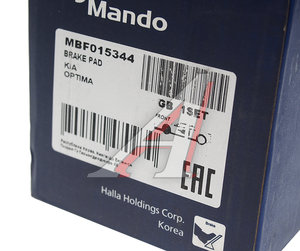 Mando
MBF015344
BRAKE PAD
KIA
OPTIMA
GB 1SET
FRONT
EAC
Halla Holdings Corp.
Korea